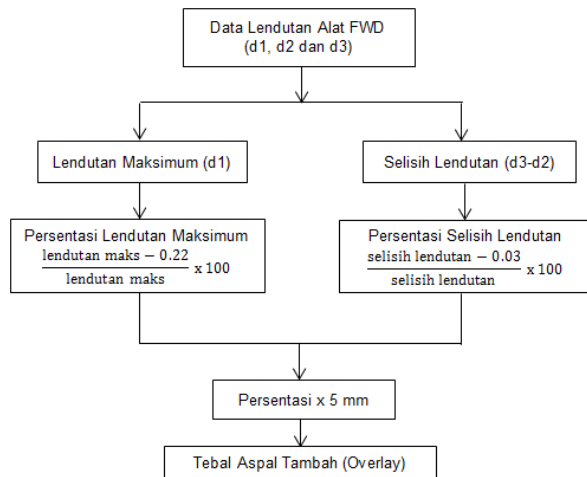 Data Lendutan Alat FWD
(d1, d2 dan d3)
Lendutan Maksimum (d1)
Selisih Lendutan (d3-d2)
Persentasi Lendutan Maksimum
lendutan maks − 0.22
lendutan maks
x 100
Persentasi Selisih Lendutan
selisih lendutan − 0.03
selisih lendutan
x 100
Persentasi x 5 mm
Tebal Aspal Tambah (Overlay)